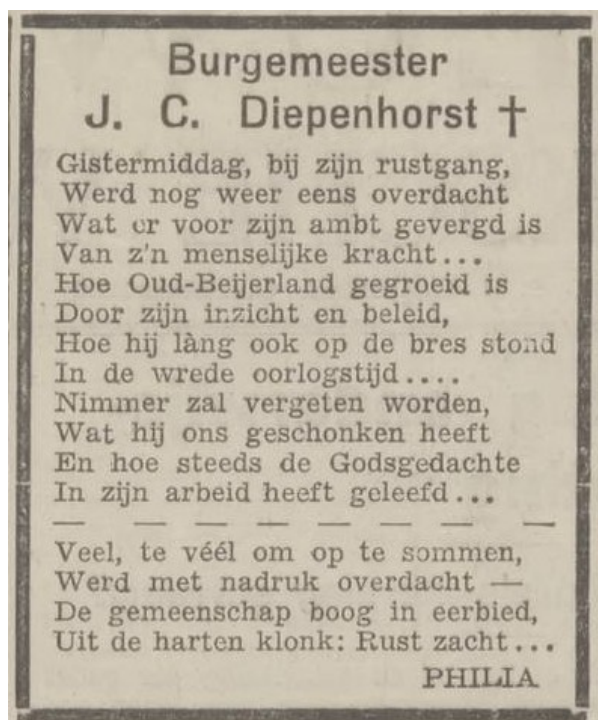 Burgemeester
J. C. Diepenhorst †
Gistermiddag, bij zijn rustgang,
Werd nog weer eens overdacht
Wat er voor zijn ambt gevergd is
Van z'n menselijke kracht...
Hoe Oud-Beijerland gegroeid is
Door zijn inzicht en beleid,
Hoe hij làng ook op de bres stond
In de wrede oorlogstijd....
Nimmer zal vergeten worden,
Wat hij ons geschonken heeft
En hoe steeds de Godsgedachte
In zijn arbeid heeft geleefd...
— — — — — — — — — —
Veel, te véél om op te sommen,
Werd met nadruk overdacht —
De gemeenschap boog in eerbied,
Uit de harten klonk: Rust zacht...
PHILIA